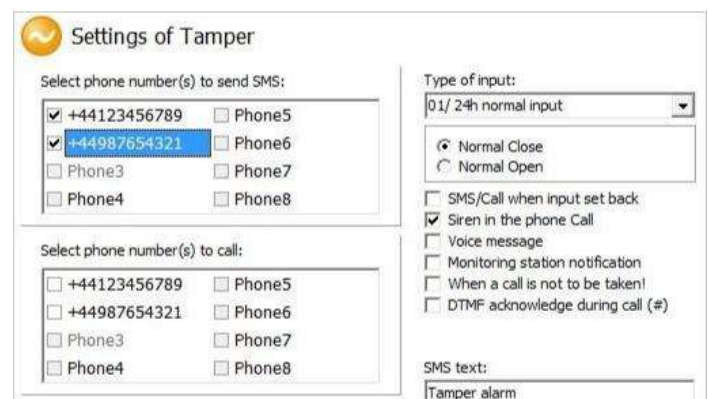 Settings of Tamper
Select phone number(s) to send SMS:
+44123456789 Phone5
+44987654321 Phone6
Phone3 Phone7
Phone4 Phone8
Select phone number(s) to call:
+44123456789 Phone5
+44987654321 Phone6
Phone3 Phone7
Phone4 Phone8
Type of input:
01/ 24h normal input
Normal Close
Normal Open
SMS/Call when input set back
Siren in the phone Call
Voice message
Monitoring station notification
When a call is not to be taken!
DTMF acknowledge during call (#)
SMS text:
Tamper alarm